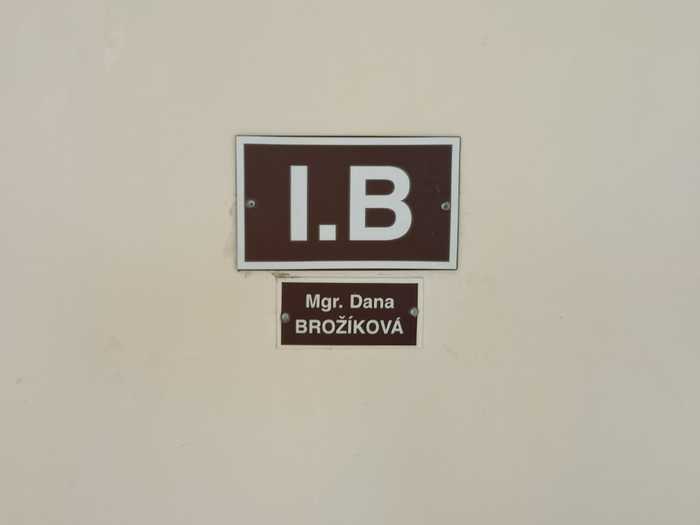 I.B
Mgr. Dana
BROŽÍKOVÁ